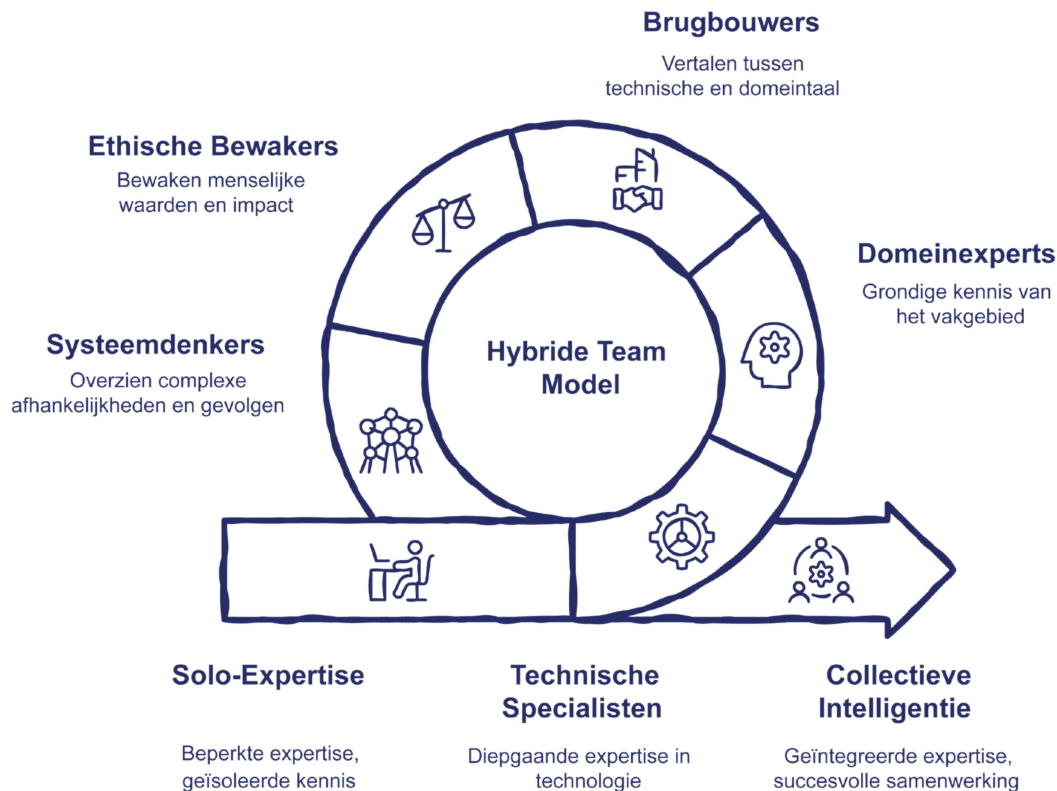 Brugbouwers
Vertalen tussen
technische en domeintaal
Ethische Bewakers
Bewaken menselijke
waarden en impact
Domeinexperts
Grondige kennis van
het vakgebied
Systeemdenkers
Overzien complexe
afhankelijkheden en gevolgen
Hybride Team
Model
Solo-Expertise
Beperkte expertise,
geïsoleerde kennis
Technische
Specialisten
Diepgaande expertise in
technologie
Collectieve
Intelligentie
Geïntegreerde expertise,
succesvolle samenwerking